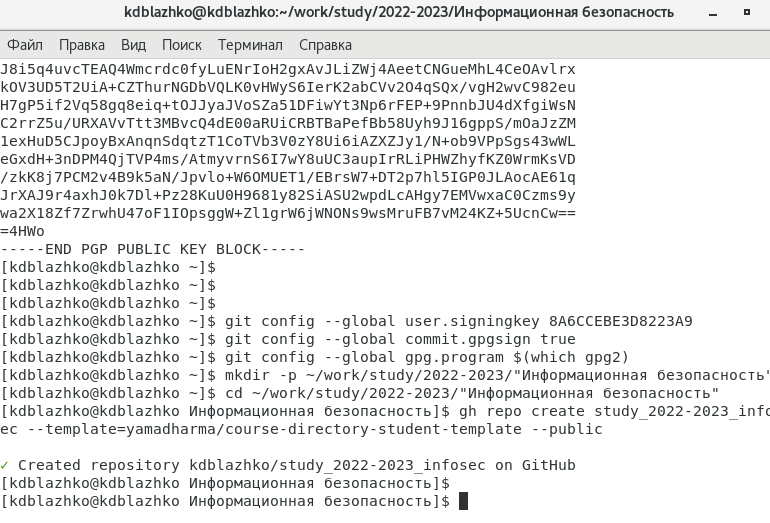 kdblazhko@kdblazhko:~/work/study/2022-2023/Информационная безопасность
Файл Правка Вид Поиск Терминал Справка
J8i5q4uvcTEAQ4Wmcrdc0fyLuENrIoH2gxAvJLiZWj4AeetCNGueMhL4CeOAvlrx
kOV3UD5T2UiA+CZThurNGDbVQLK0vHWyS6IerK2abCVv2O4qSQx/vgH2wvC982eu
H7gP5if2Vq58gq8eiq+tOJJyaJVoSZa51DFiwYt3Np6rFEP+9PnnbJU4dXfgiWsN
C2rrZ5u/URXAVvTtt3MBvcQ4dE00aRUiCRBTBaPefBb58Uyh9J16gppS/mOaJzZM
1exHuD5CJpoyBxAnqnSdqtzT1CoTVb3V0zY8Ui6iAZXZJy1/N+ob9VPpSgs43wWL
eGxdH+3nDPM4QjTVP4ms/AtmyvrnS6I7wY8uUC3aupIrRLiPHWZhyfKZ0WrmKsVD
/zkK8j7PCM2v4B9k5aN/Jpvlo+W6OMUET1/EBrsW7+DT2p7hl5IGP0JLAocAE61q
JrXAJ9r4axhJ0k7Dl+Pz28KuU0H9681y82SiASU2wpdLcAHgy7EMVwxaC0Czms9y
wa2X18Zf7ZrwhU47oF1IOpsggW+Zl1grW6jWNONs9wsMruFB7vM24KZ+5UcnCw==
=4HWo
-----END PGP PUBLIC KEY BLOCK-----
[kdblazhko@kdblazhko ~]$
[kdblazhko@kdblazhko ~]$
[kdblazhko@kdblazhko ~]$
[kdblazhko@kdblazhko ~]$ git config --global user.signingkey 8A6CCEBE3D8223A9
[kdblazhko@kdblazhko ~]$ git config --global commit.gpgsign true
[kdblazhko@kdblazhko ~]$ git config --global gpg.program $(which gpg2)
[kdblazhko@kdblazhko ~]$ mkdir -p ~/work/study/2022-2023/"Информационная безопасность"
[kdblazhko@kdblazhko ~]$ cd ~/work/study/2022-2023/"Информационная безопасность"
[kdblazhko@kdblazhko Информационная безопасность]$ gh repo create study_2022-2023_info
ec --template=yamadharma/course-directory-student-template --public
✓ Created repository kdblazhko/study_2022-2023_infosec on GitHub
[kdblazhko@kdblazhko Информационная безопасность]$
[kdblazhko@kdblazhko Информационная безопасность]$